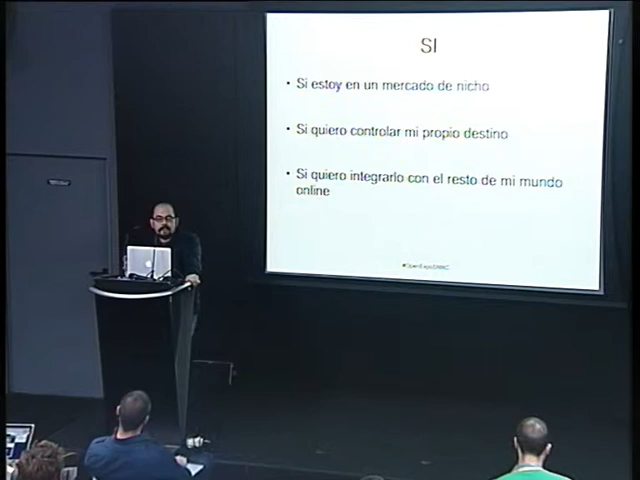 SI
• Si estoy en un mercado de nicho
• Si quiero controlar mi propio destino
• Si quiero integrarlo con el resto de mi mundo
online